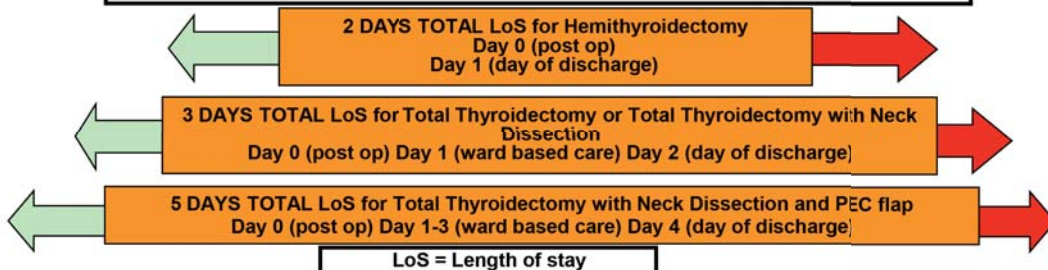 2 DAYS TOTAL LoS for Hemithyroidectomy
Day 0 (post op)
Day 1 (day of discharge)
3 DAYS TOTAL LoS for Total Thyroidectomy or Total Thyroidectomy with Neck
Dissection
Day 0 (post op) Day 1 (ward based care) Day 2 (day of discharge)
5 DAYS TOTAL LoS for Total Thyroidectomy with Neck Dissection and PEC flap
Day 0 (post op) Day 1-3 (ward based care) Day 4 (day of discharge)
LoS = Length of stay